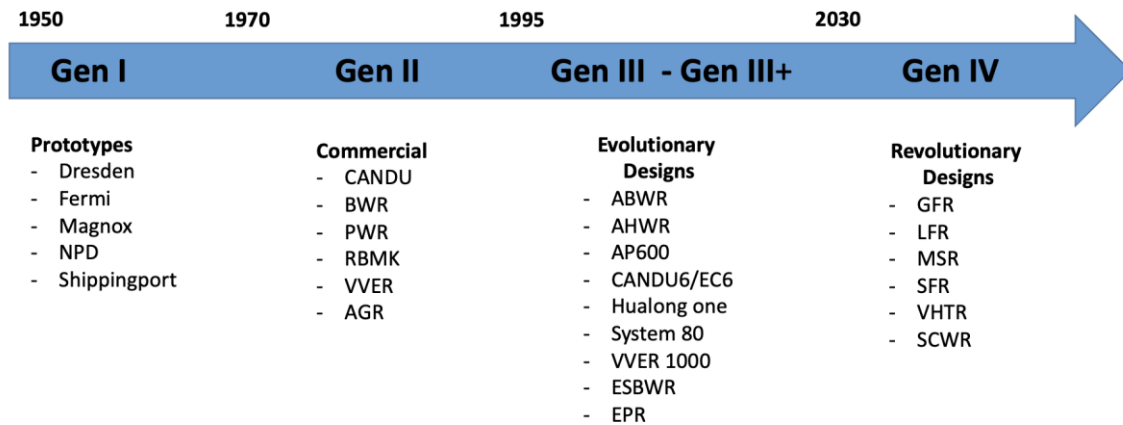 1950 1970 1995 2030
Gen I Gen II Gen III - Gen III+ Gen IV
Prototypes
- Dresden
- Fermi
- Magnox
- NPD
- Shippingport
Commercial
- CANDU
- BWR
- PWR
- RBMK
- VVER
- AGR
Evolutionary
Designs
- ABWR
- AHWR
- AP600
- CANDU6/EC6
- Hualong one
- System 80
- VVER 1000
- ESBWR
- EPR
Revolutionary
Designs
- GFR
- LFR
- MSR
- SFR
- VHTR
- SCWR